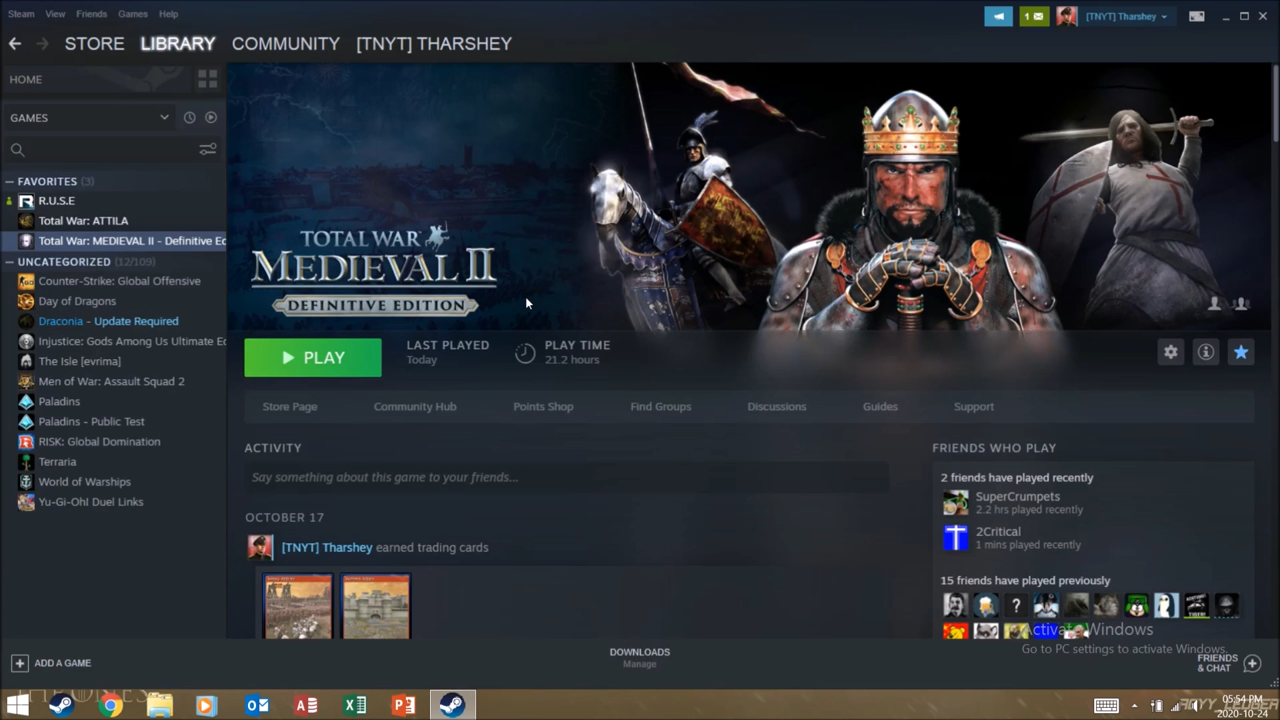 Steam View Friends Games Help
1
[TNYT] Tharshey
STORE LIBRARY COMMUNITY [TNYT] THARSHEY
HOME
GAMES
FAVORITES (3)
R.U.S.E
Total War: ATTILA
Total War: MEDIEVAL II - Definitive Ec
UNCATEGORIZED (12/109)
Counter-Strike: Global Offensive
Day of Dragons
Draconia - Update Required
Injustice: Gods Among Us Ultimate Ec
The Isle [evrima]
Men of War: Assault Squad 2
Paladins
Paladins - Public Test
RISK: Global Domination
Terraria
World of Warships
Yu-Gi-Oh! Duel Links
TOTAL WAR
MEDIEVAL II
DEFINITIVE EDITION
PLAY
LAST PLAYED
Today
PLAY TIME
21.2 hours
Store Page Community Hub Points Shop Find Groups Discussions Guides Support
ACTIVITY
Say something about this game to your friends...
OCTOBER 17
[TNYT] Tharshey earned trading cards
FRIENDS WHO PLAY
2 friends have played recently
SuperCrumpets
2.2 hrs played recently
2Critical
1 mins played recently
15 friends have played previously
?
Activate Windows
Go to PC settings to activate Windows.
ADD A GAME
DOWNLOADS
Manage
FRIENDS
& CHAT
05:54 PM
2020-10-24